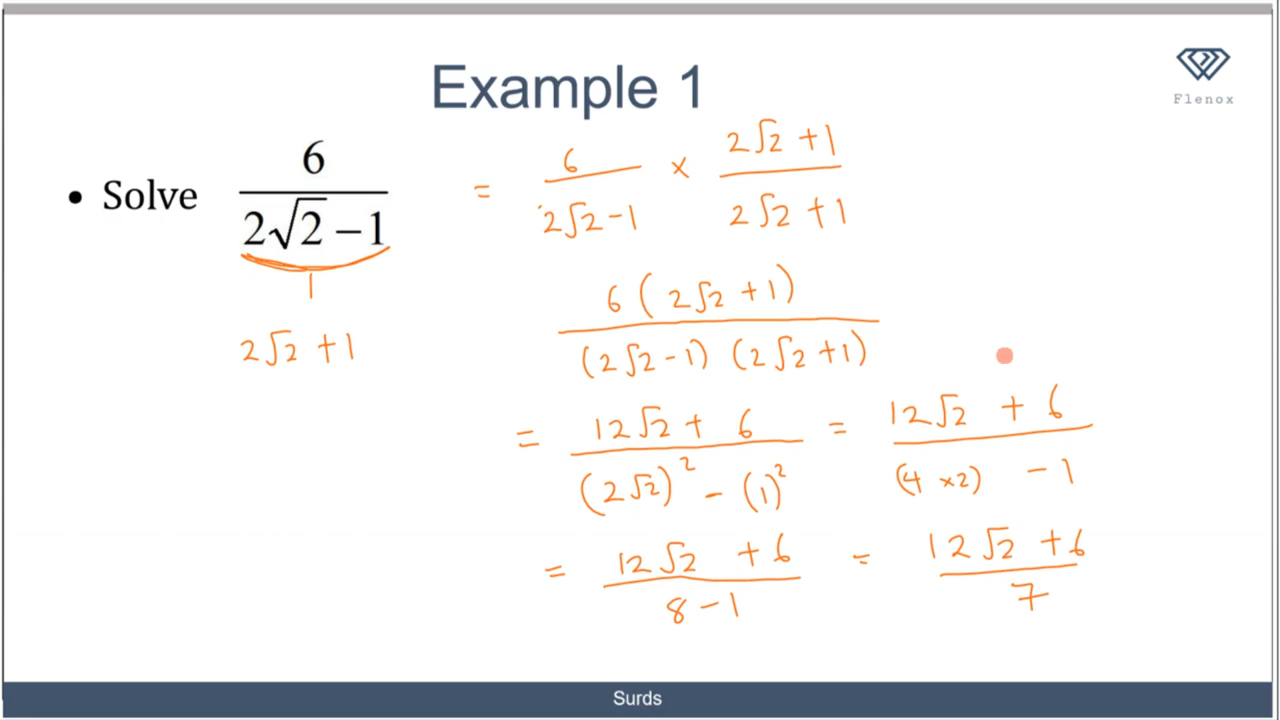 Example 1
Flenox
• Solve 6 / (2√2 − 1)
2√2 + 1
= 6 / (2√2 − 1) × (2√2 + 1) / (2√2 + 1)
6(2√2 + 1) / (2√2 − 1)(2√2 + 1)
= (12√2 + 6) / ((2√2)² − (1)²) = (12√2 + 6) / ((4 × 2) − 1)
= (12√2 + 6) / (8 − 1) = (12√2 + 6) / 7
Surds